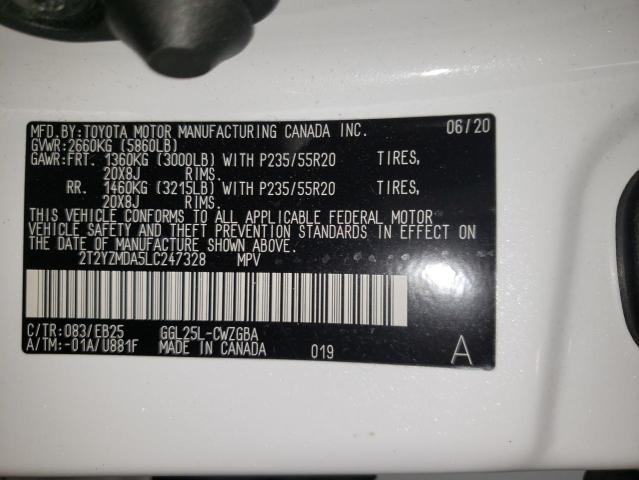 MFD.BY:TOYOTA MOTOR MANUFACTURING CANADA INC. 06/20
GVWR:2660KG (5860LB)
GAWR:FRT. 1360KG (3000LB) WITH P235/55R20 TIRES,
20X8J RIMS.
RR. 1460KG (3215LB) WITH P235/55R20 TIRES,
20X8J RIMS.
THIS VEHICLE CONFORMS TO ALL APPLICABLE FEDERAL MOTOR
VEHICLE SAFETY AND THEFT PREVENTION STANDARDS IN EFFECT ON
THE DATE OF MANUFACTURE SHOWN ABOVE.
2T2YZMDA5LC247328 MPV
C/TR:083/EB25 GGL25L-CWZGBA
A/TM:-01A/U881F MADE IN CANADA 019 A